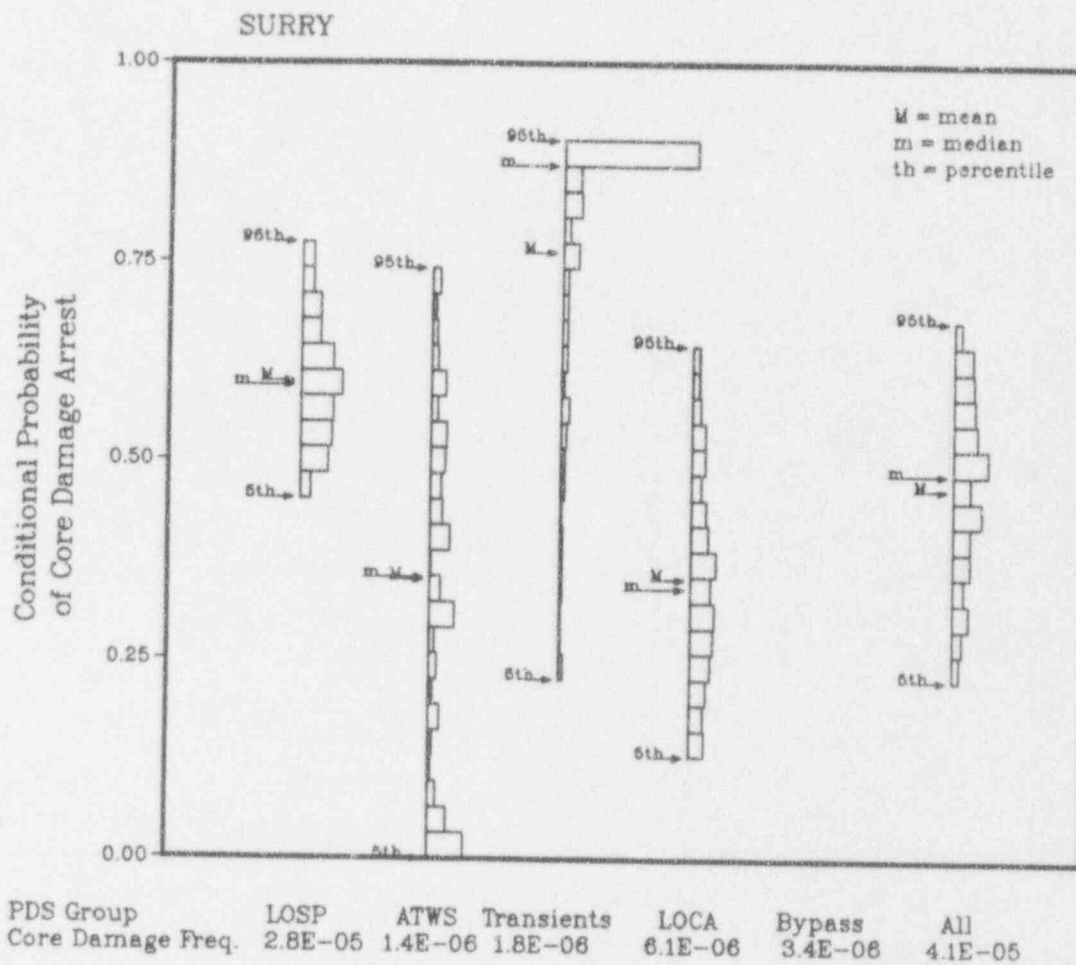 SURRY
1.00
0.75
0.50
0.25
0.00
Conditional Probability
of Core Damage Arrest
M = mean
m = median
th = percentile
95th
M
m
5th
95th
m M
5th
95th
m
M
5th
95th
M
m
5th
95th
m
M
5th
PDS Group LOSP ATWS Transients LOCA Bypass All
Core Damage Freq. 2.8E-05 1.4E-06 1.8E-06 6.1E-06 3.4E-06 4.1E-05